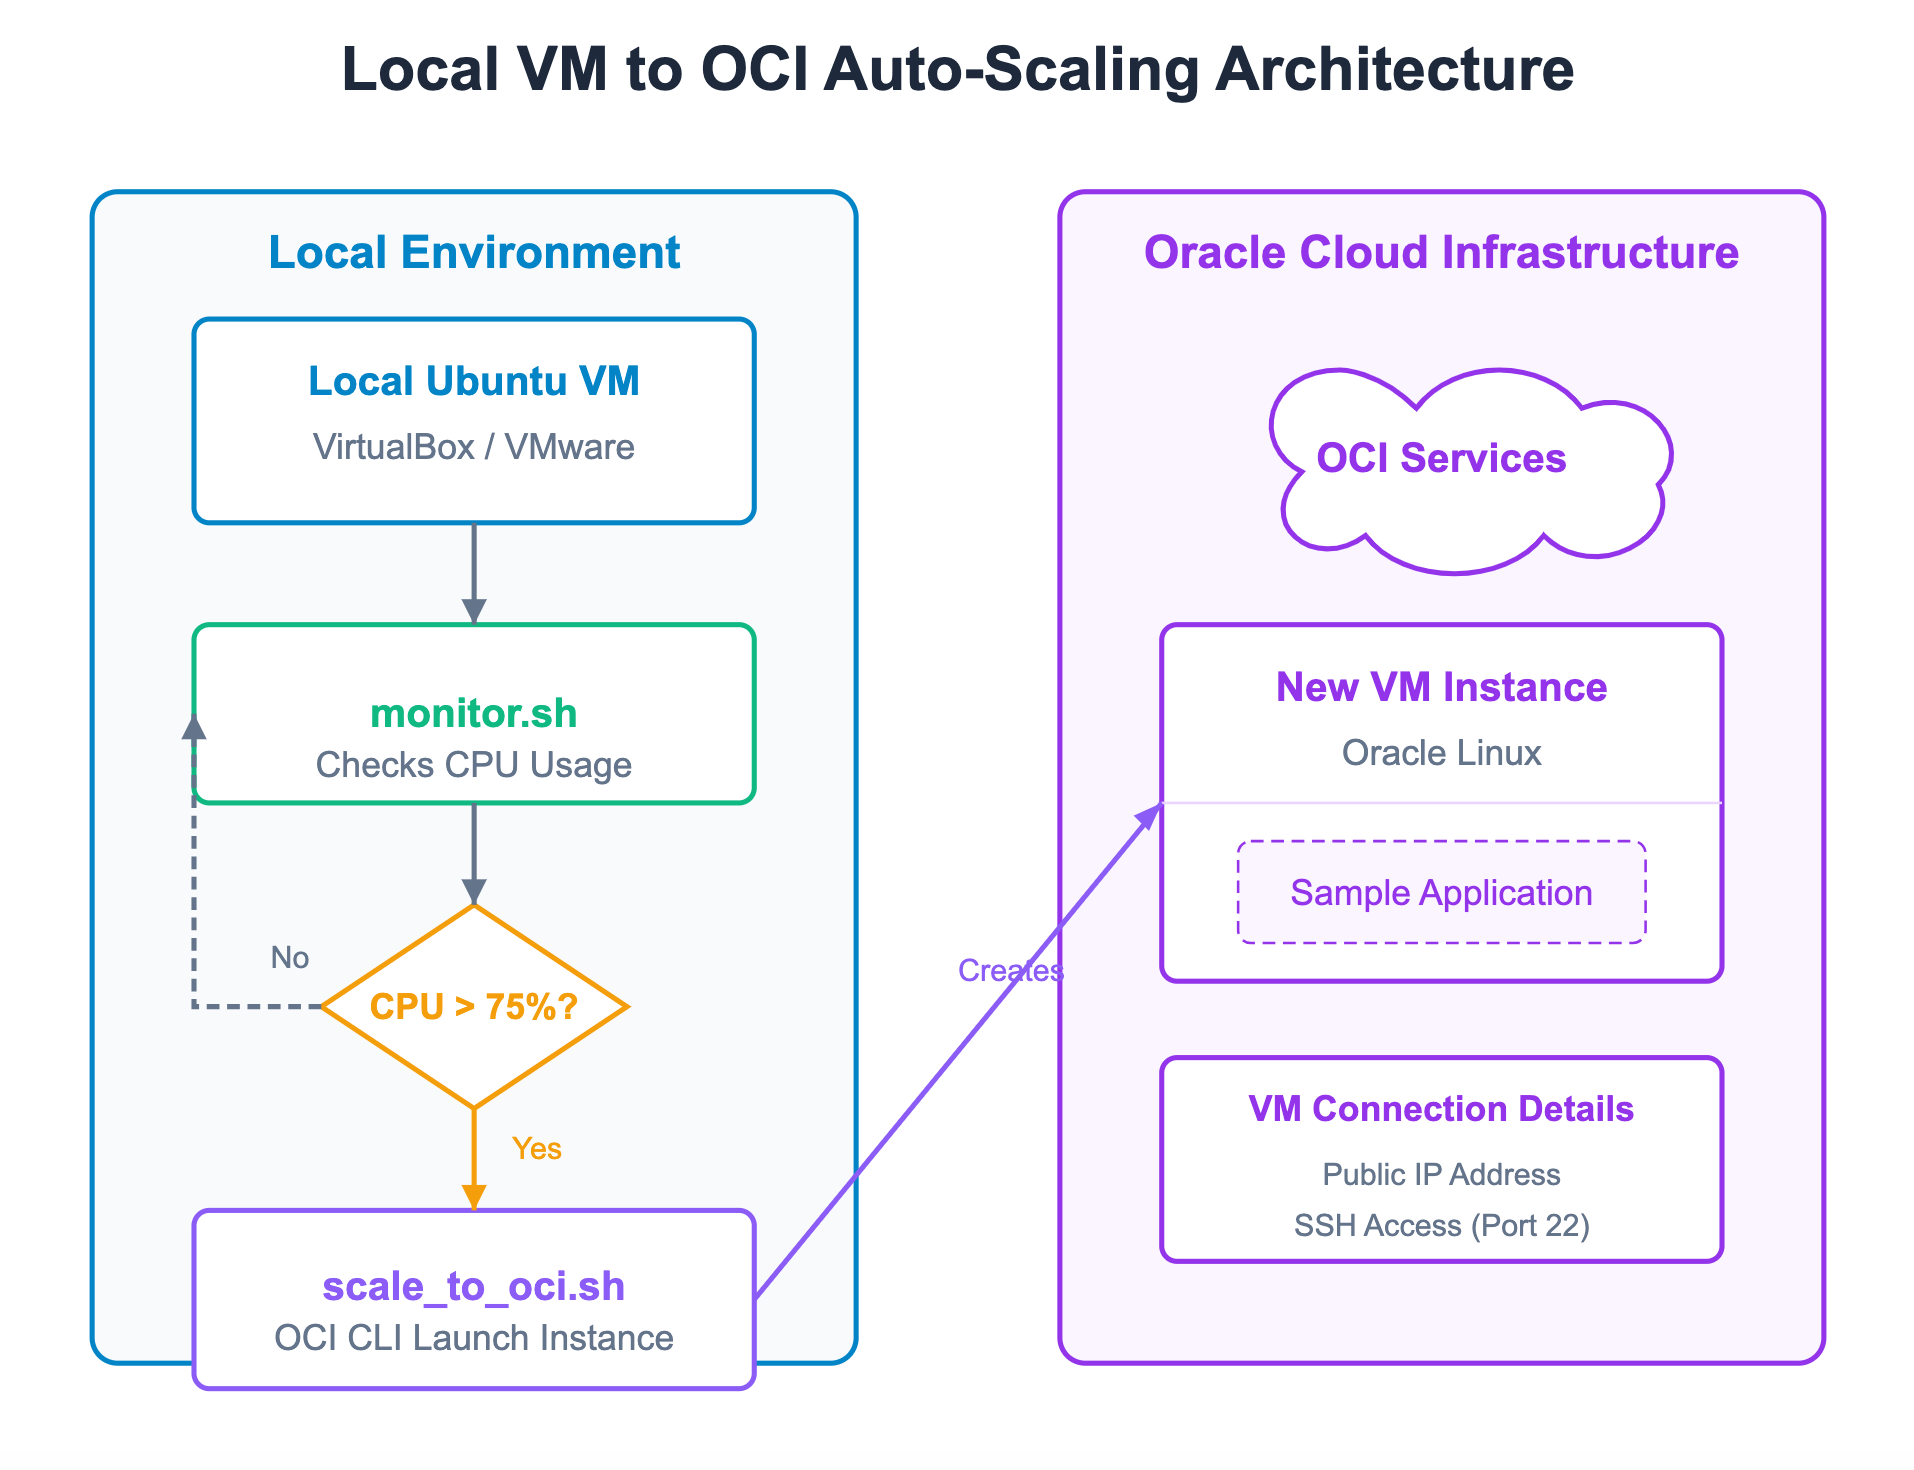 Local VM to OCI Auto-Scaling Architecture
Local Environment
Local Ubuntu VM
VirtualBox / VMware
monitor.sh
Checks CPU Usage
No
CPU > 75%?
Yes
scale_to_oci.sh
OCI CLI Launch Instance
Creates
Oracle Cloud Infrastructure
OCI Services
New VM Instance
Oracle Linux
Sample Application
VM Connection Details
Public IP Address
SSH Access (Port 22)